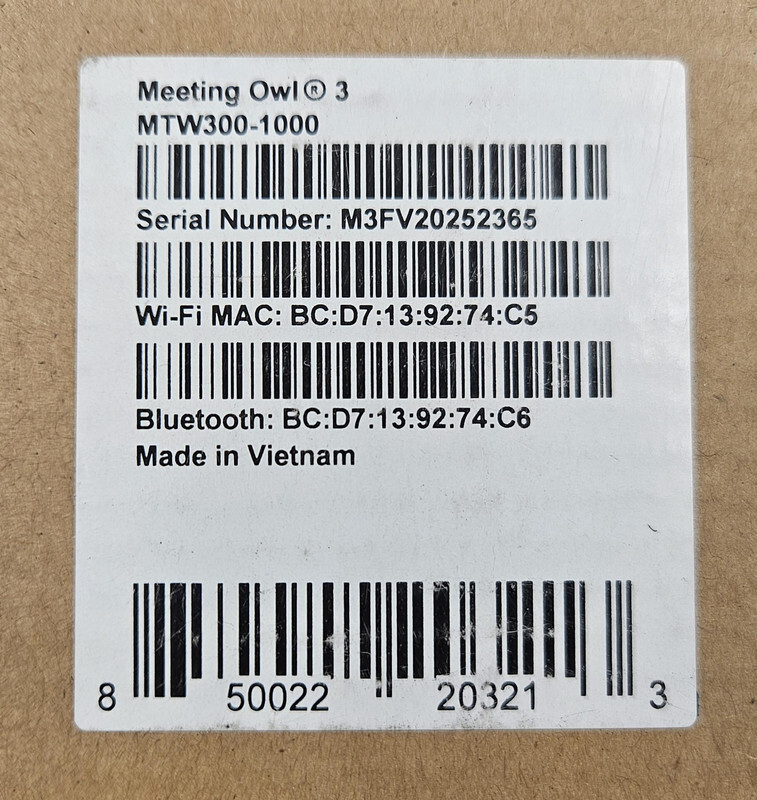 Meeting Owl® 3
MTW300-1000
Serial Number: M3FV20252365
Wi-Fi MAC: BC:D7:13:92:74:C5
Bluetooth: BC:D7:13:92:74:C6
Made in Vietnam
8 50022 20321 3